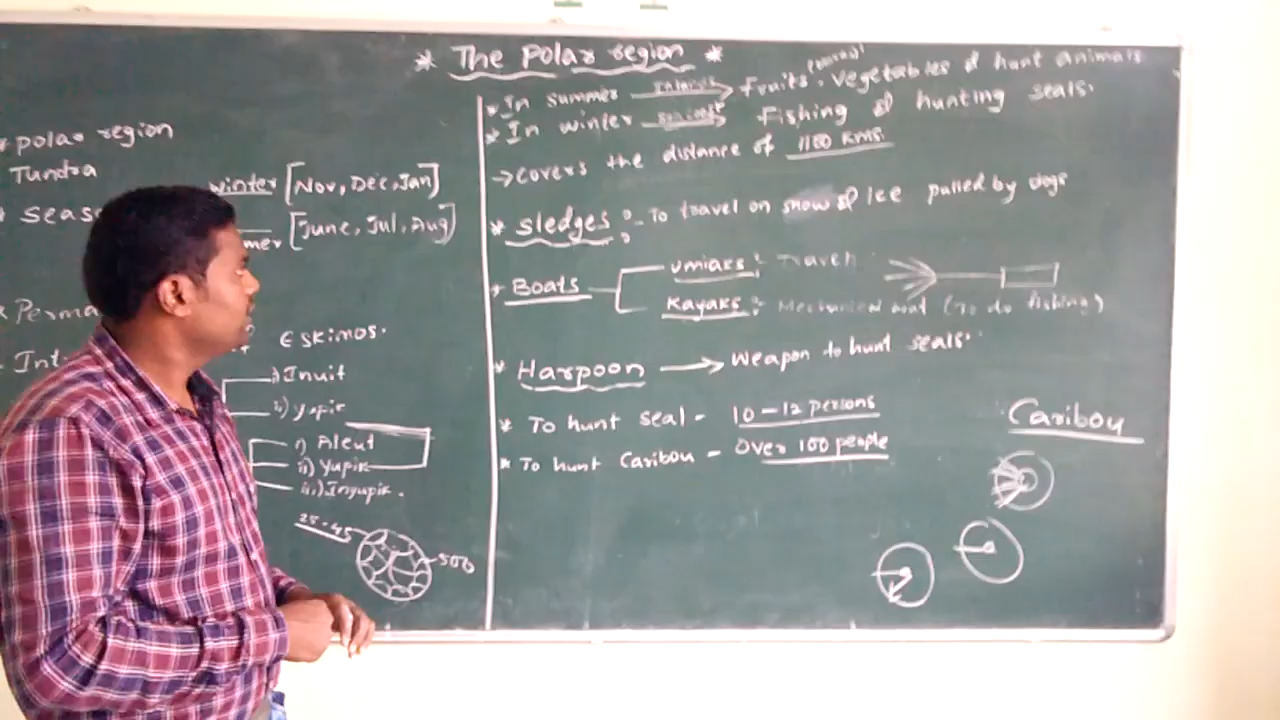 * The Polar region *
* polar region
Tundra
* seas
winter [Nov, Dec, Jan]
mer [June, Jul, Aug]
* Perma
Int
Eskimos.
i) Inuit
ii) yupic
i) Aleut
ii) Yupik
iii) Inyupik.
25-45
500
* In summer → Fruits, vegetables & hunt animals
* In winter → Fishing & hunting seals.
→ covers the distance of 1100 kms.
* sledges :- To travel on snow & Ice pulled by dogs
* Boats
umiaks : Travel
Kayaks :- Mechanical boat (To do fishing)
* Harpoon → Weapon to hunt seals.
* To hunt seal - 10-12 persons
* To hunt Caribou - Over 100 people
Caribou